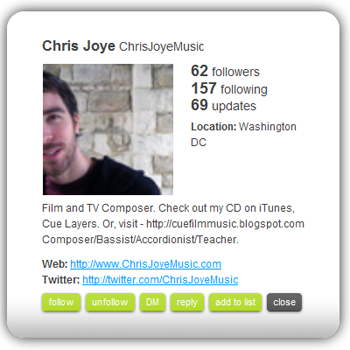 Chris Joye ChrisJoyeMusic
62 followers
157 following
69 updates
Location: Washington
DC
Film and TV Composer. Check out my CD on iTunes,
Cue Layers. Or, visit - http://cuefilmmusic.blogspot.com
Composer/Bassist/Accordionist/Teacher.
Web: http://www.ChrisJoyeMusic.com
Twitter: http://twitter.com/ChrisJoyeMusic
follow unfollow DM reply add to list close